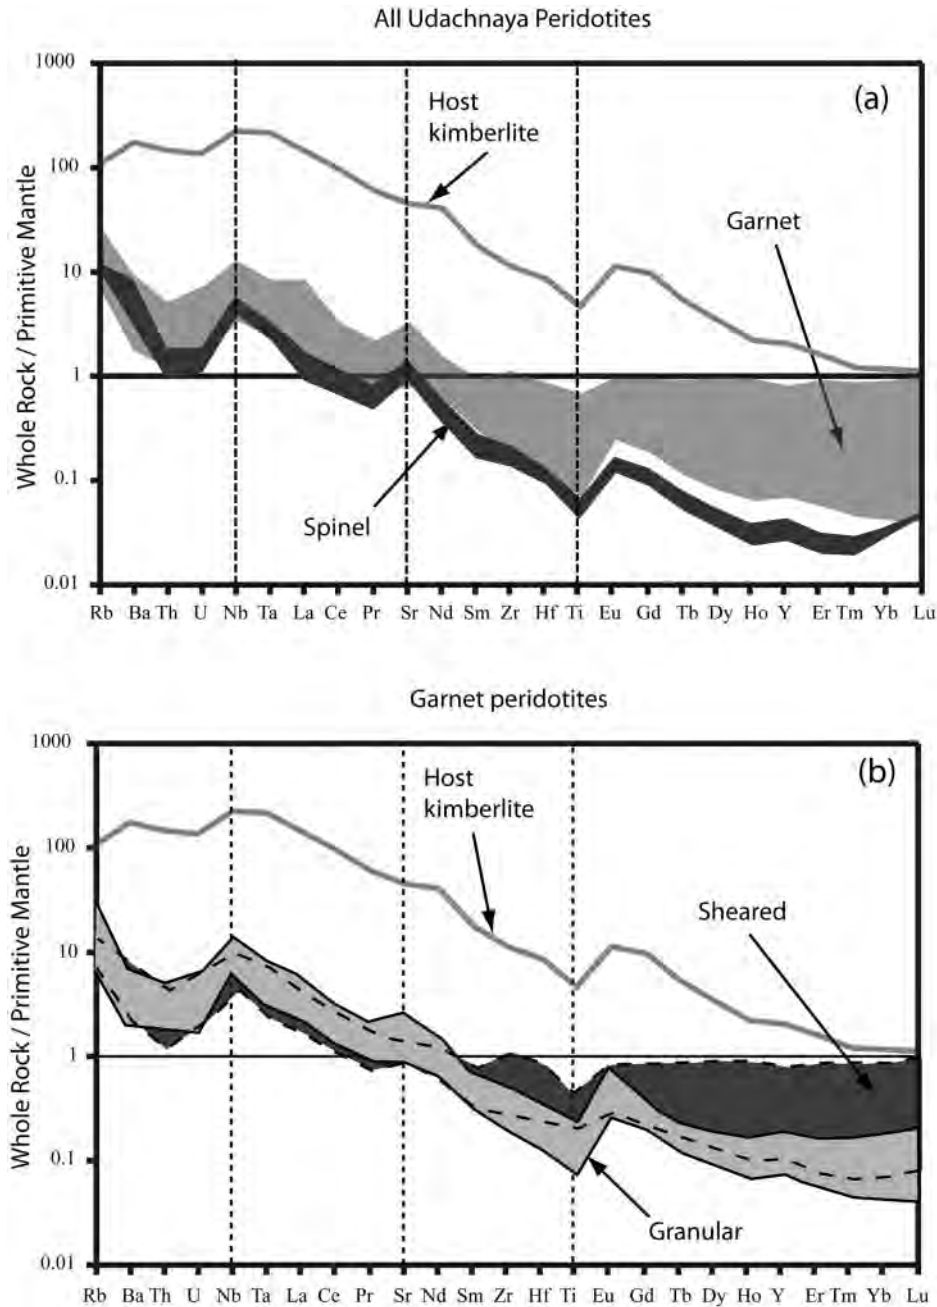 All Udachnaya Peridotites
1000
(a)
Host
kimberlite
100
Garnet
10
1
0.1
Spinel
0.01
Whole Rock / Primitive Mantle
Rb Ba Th U Nb Ta La Ce Pr Sr Nd Sm Zr Hf Ti Eu Gd Tb Dy Ho Y Er Tm Yb Lu
Garnet peridotites
1000
(b)
Host
kimberlite
100
Sheared
10
1
0.1
Granular
0.01
Whole Rock / Primitive Mantle
Rb Ba Th U Nb Ta La Ce Pr Sr Nd Sm Zr Hf Ti Eu Gd Tb Dy Ho Y Er Tm Yb Lu